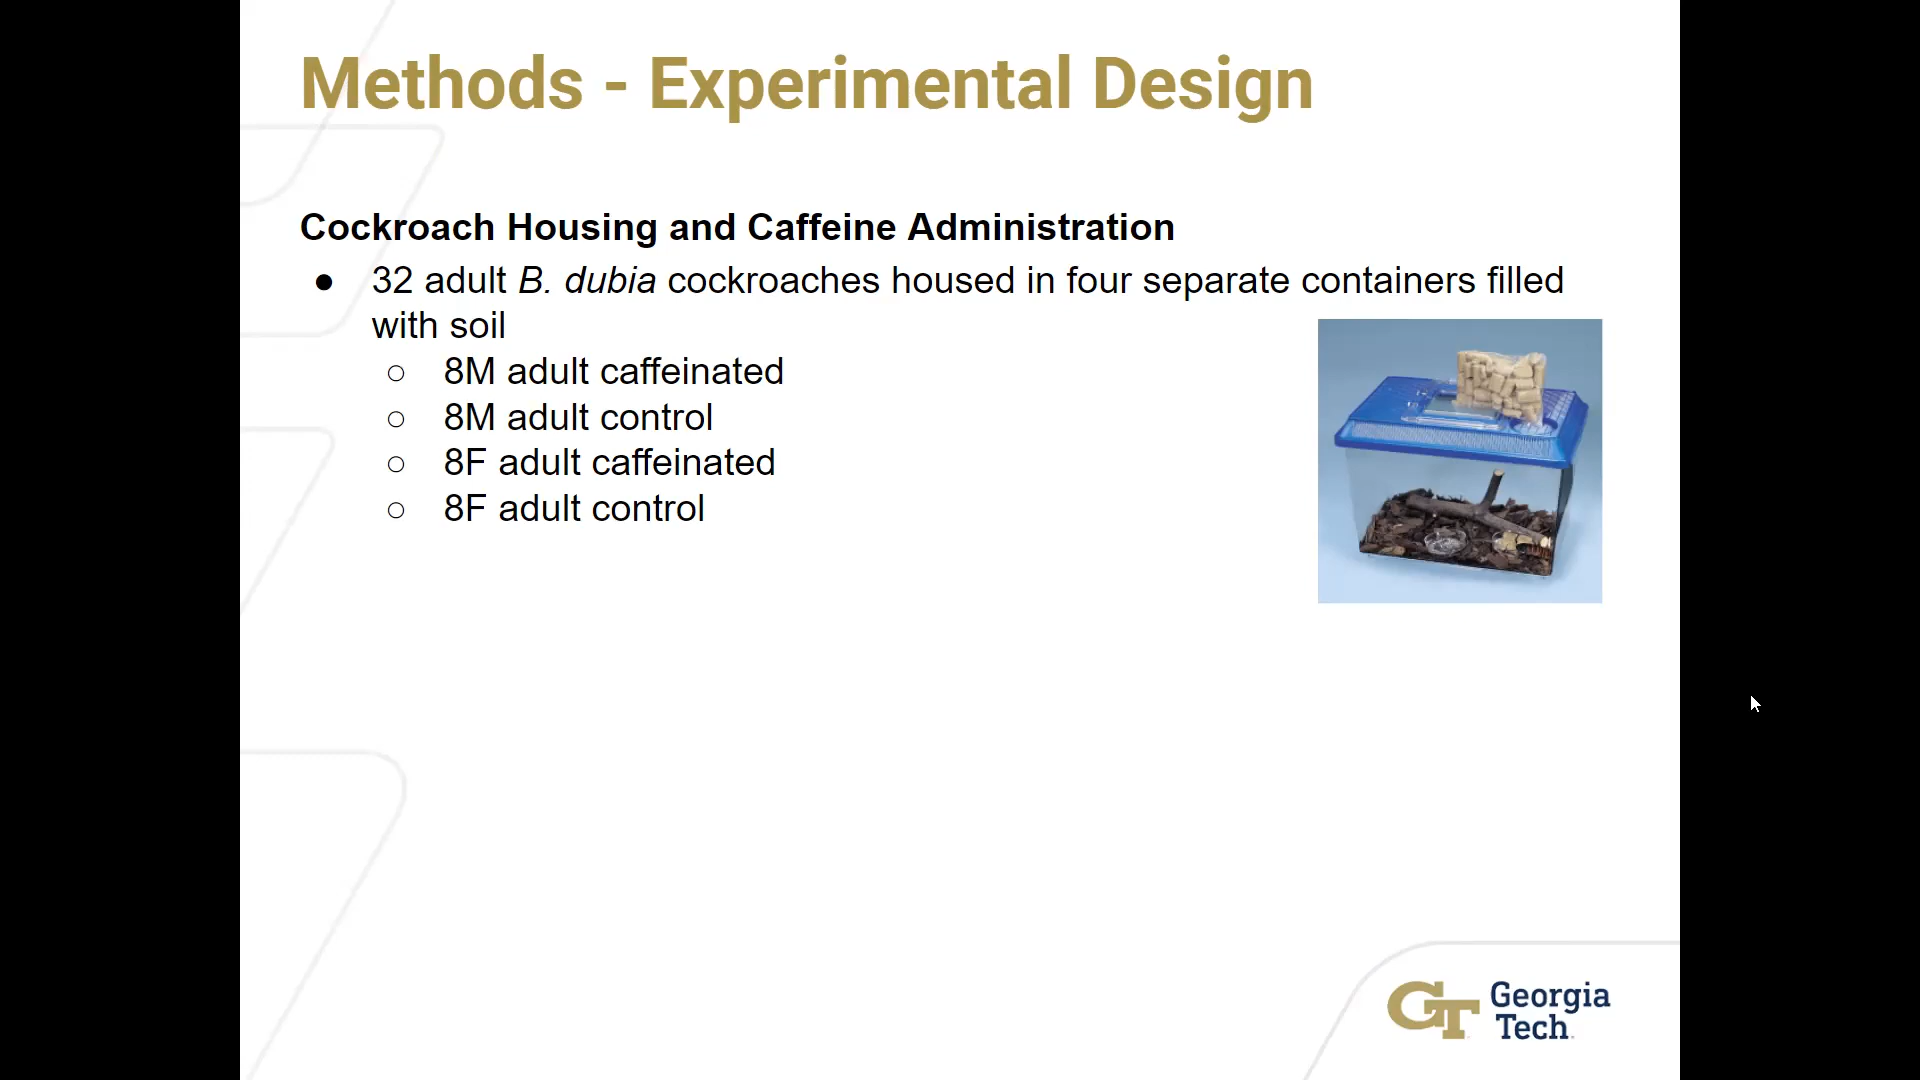 Methods - Experimental Design
Cockroach Housing and Caffeine Administration
● 32 adult B. dubia cockroaches housed in four separate containers filled
with soil
○ 8M adult caffeinated
○ 8M adult control
○ 8F adult caffeinated
○ 8F adult control
GT Georgia
Tech